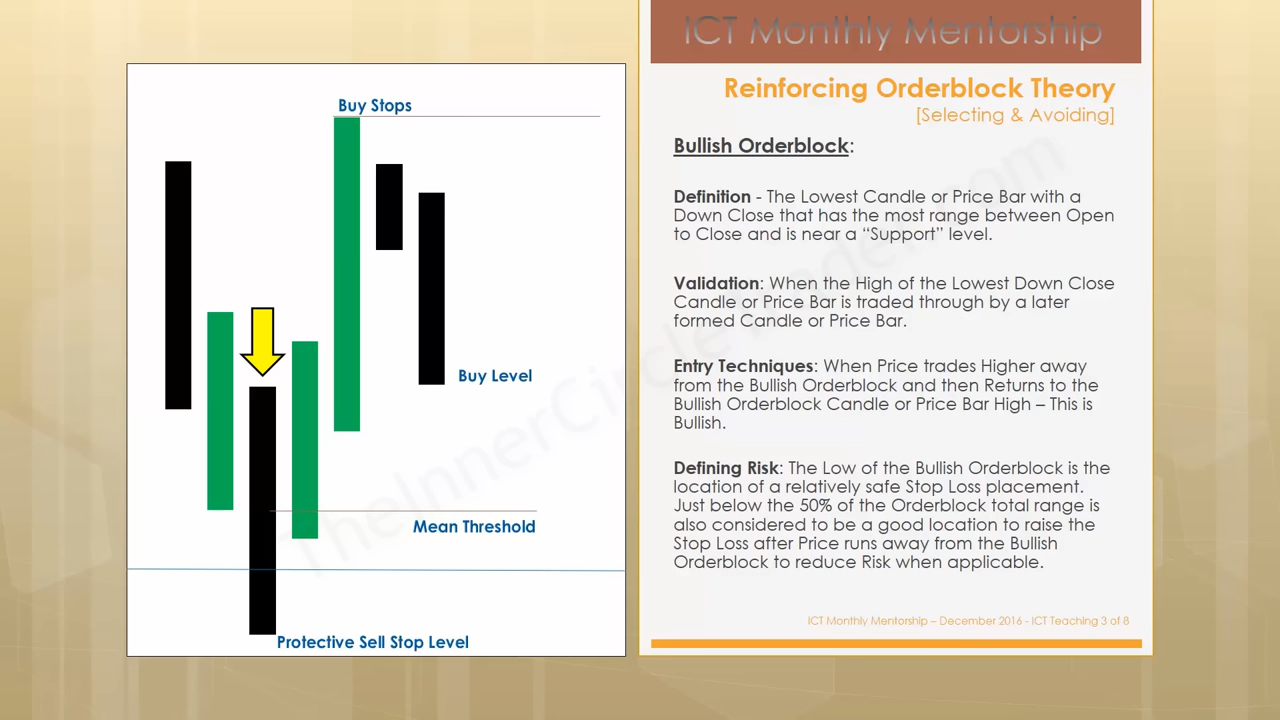 ICT Monthly Mentorship
Reinforcing Orderblock Theory
[Selecting & Avoiding]
Bullish Orderblock:
Definition - The Lowest Candle or Price Bar with a
Down Close that has the most range between Open
to Close and is near a “Support” level.
Validation: When the High of the Lowest Down Close
Candle or Price Bar is traded through by a later
formed Candle or Price Bar.
Entry Techniques: When Price trades Higher away
from the Bullish Orderblock and then Returns to the
Bullish Orderblock Candle or Price Bar High – This is
Bullish.
Defining Risk: The Low of the Bullish Orderblock is the
location of a relatively safe Stop Loss placement.
Just below the 50% of the Orderblock total range is
also considered to be a good location to raise the
Stop Loss after Price runs away from the Bullish
Orderblock to reduce Risk when applicable.
ICT Monthly Mentorship – December 2016 - ICT Teaching 3 of 8
Buy Stops
Buy Level
Mean Threshold
Protective Sell Stop Level
TheInnerCircleTrader.com